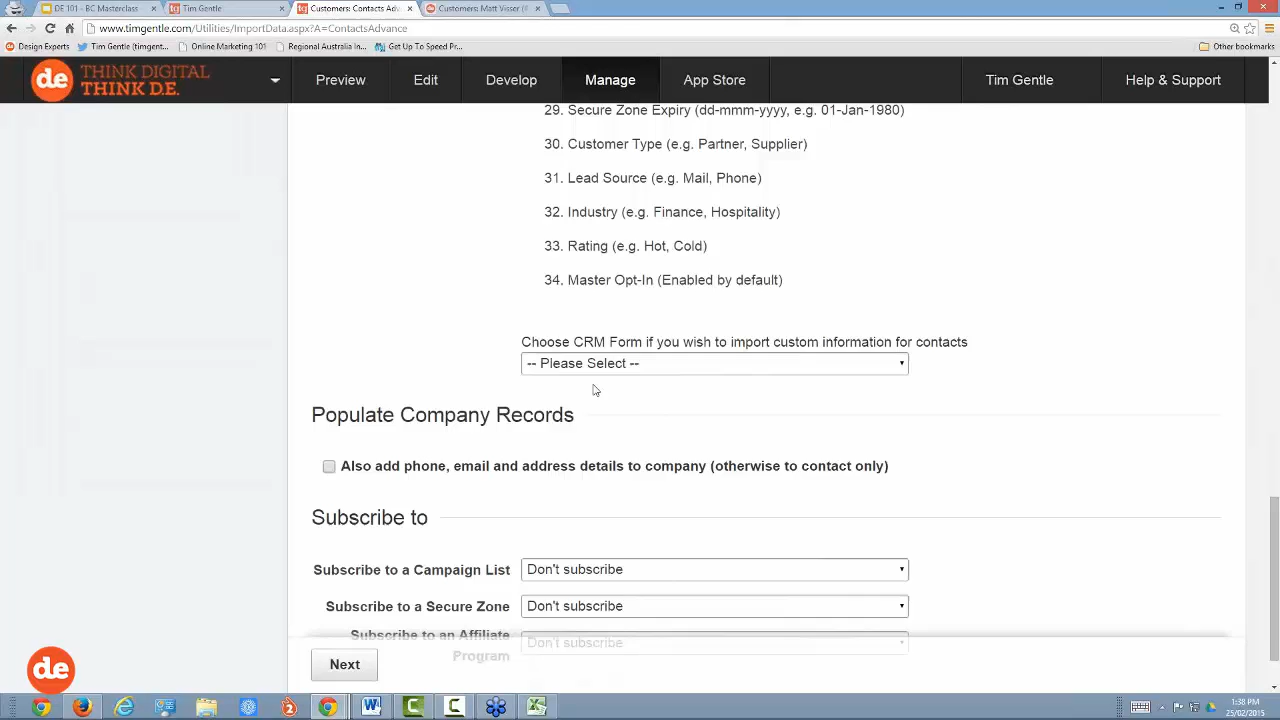 DE 101 - BC Masterclass
Tim Gentle
Customers: Contacts Adv
Customers: Matt Visser (
www.timgentle.com/Utilities/ImportData.aspx?A=ContactsAdvance
Design Experts
Tim Gentle (timgent...
Online Marketing 101
Regional Australia In...
Get Up To Speed Pr...
Other bookmarks
de
THINK DIGITAL
THINK D.E.
Preview
Edit
Develop
Manage
App Store
Tim Gentle
Help & Support
29. Secure Zone Expiry (dd-mmm-yyyy, e.g. 01-Jan-1980)
30. Customer Type (e.g. Partner, Supplier)
31. Lead Source (e.g. Mail, Phone)
32. Industry (e.g. Finance, Hospitality)
33. Rating (e.g. Hot, Cold)
34. Master Opt-In (Enabled by default)
Choose CRM Form if you wish to import custom information for contacts
-- Please Select --
Populate Company Records
Also add phone, email and address details to company (otherwise to contact only)
Subscribe to
Subscribe to a Campaign List
Don't subscribe
Subscribe to a Secure Zone
Don't subscribe
Subscribe to an Affiliate
Program
Don't subscribe
Next
de
1:38 PM
25/02/2015